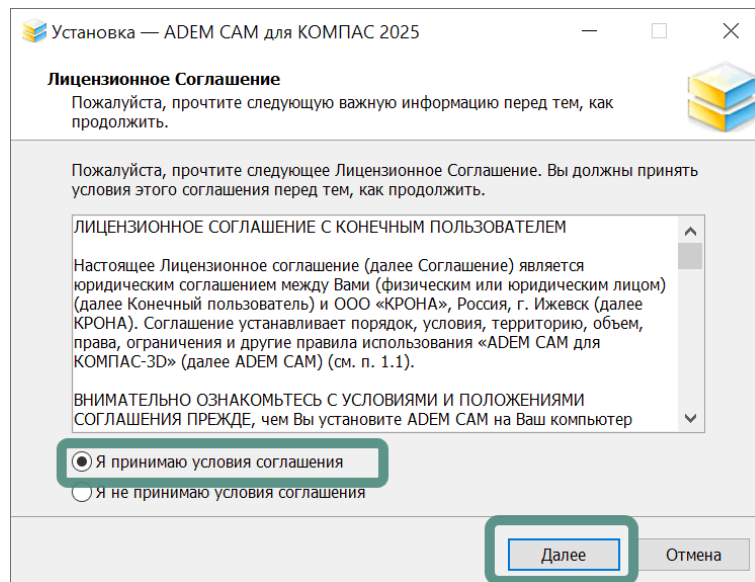 Установка — ADEM CAM для КОМПАС 2025
Лицензионное Соглашение
Пожалуйста, прочтите следующую важную информацию перед тем, как
продолжить.
Пожалуйста, прочтите следующее Лицензионное Соглашение. Вы должны принять
условия этого соглашения перед тем, как продолжить.
ЛИЦЕНЗИОННОЕ СОГЛАШЕНИЕ С КОНЕЧНЫМ ПОЛЬЗОВАТЕЛЕМ
Настоящее Лицензионное соглашение (далее Соглашение) является
юридическим соглашением между Вами (физическим или юридическим лицом)
(далее Конечный пользователь) и ООО «КРОНА», Россия, г. Ижевск (далее
КРОНА). Соглашение устанавливает порядок, условия, территорию, объем,
права, ограничения и другие правила использования «ADEM CAM для
КОМПАС-3D» (далее ADEM CAM) (см. п. 1.1).
ВНИМАТЕЛЬНО ОЗНАКОМЬТЕСЬ С УСЛОВИЯМИ И ПОЛОЖЕНИЯМИ
СОГЛАШЕНИЯ ПРЕЖДЕ, чем Вы установите ADEM CAM на Ваш компьютер
Я принимаю условия соглашения
Я не принимаю условия соглашения
Далее
Отмена